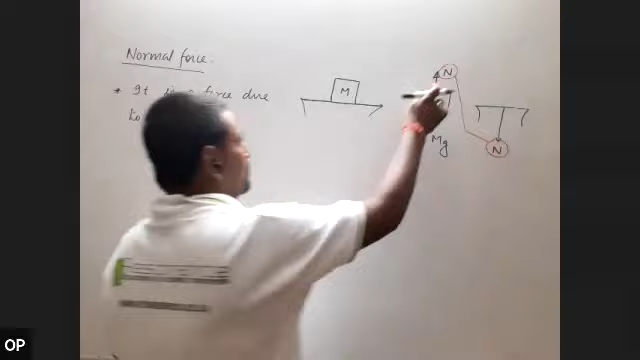 Normal force.
* It is a force due
to
M
N
Mg
N
OP